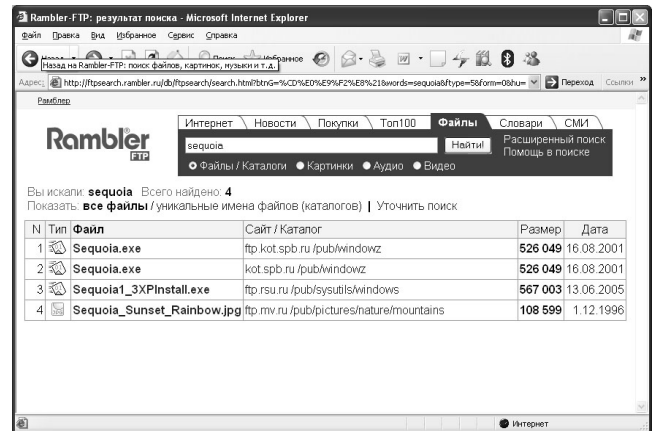 Rambler-FTP: результат поиска - Microsoft Internet Explorer
Файл Правка Вид Избранное Сервис Справка
Назад на Rambler-FTP: поиск файлов, картинок, музыки и т.д.
Адрес: http://ftpsearch.rambler.ru/db/ftpsearch/search.html?btnG=%CD%E0%E9%F2%E8%21&words=sequoia&ftype=5&form=0&hu= Переход Ссылки »
Рамблер
Rambler FTP
Интернет Новости Покупки Топ100 Файлы Словари СМИ
sequoia Найти! Расширенный поиск
Помощь в поиске
Файлы / Каталоги Картинки Аудио Видео
Вы искали: sequoia Всего найдено: 4
Показать: все файлы / уникальные имена файлов (каталогов) | Уточнить поиск
N Тип Файл Сайт / Каталог Размер Дата
1 Sequoia.exe ftp.kot.spb.ru /pub/windowz 526 049 16.08.2001
2 Sequoia.exe kot.spb.ru /pub/windowz 526 049 16.08.2001
3 Sequoia1_3XPInstall.exe ftp.rsu.ru /pub/sysutils/windows 567 003 13.06.2005
4 Sequoia_Sunset_Rainbow.jpg ftp.mv.ru /pub/pictures/nature/mountains 108 599 1.12.1996
Интернет